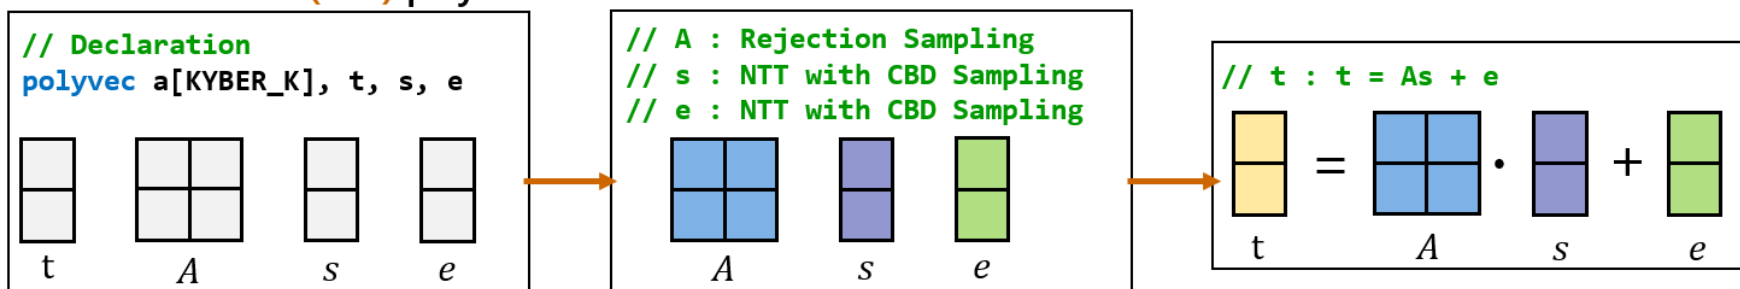 // Declaration
polyvec a[KYBER_K], t, s, e
t A s e
// A : Rejection Sampling
// s : NTT with CBD Sampling
// e : NTT with CBD Sampling
A s e
// t : t = As + e
= · +
t A s e